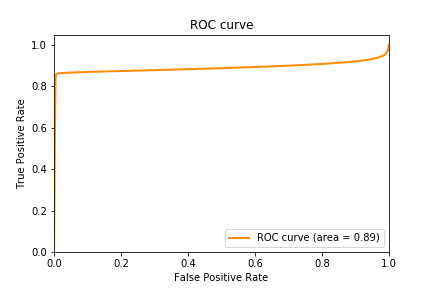 ROC curve
1.0
0.8
0.6
0.4
0.2
0.0
True Positive Rate
ROC curve (area = 0.89)
0.0 0.2 0.4 0.6 0.8 1.0
False Positive Rate